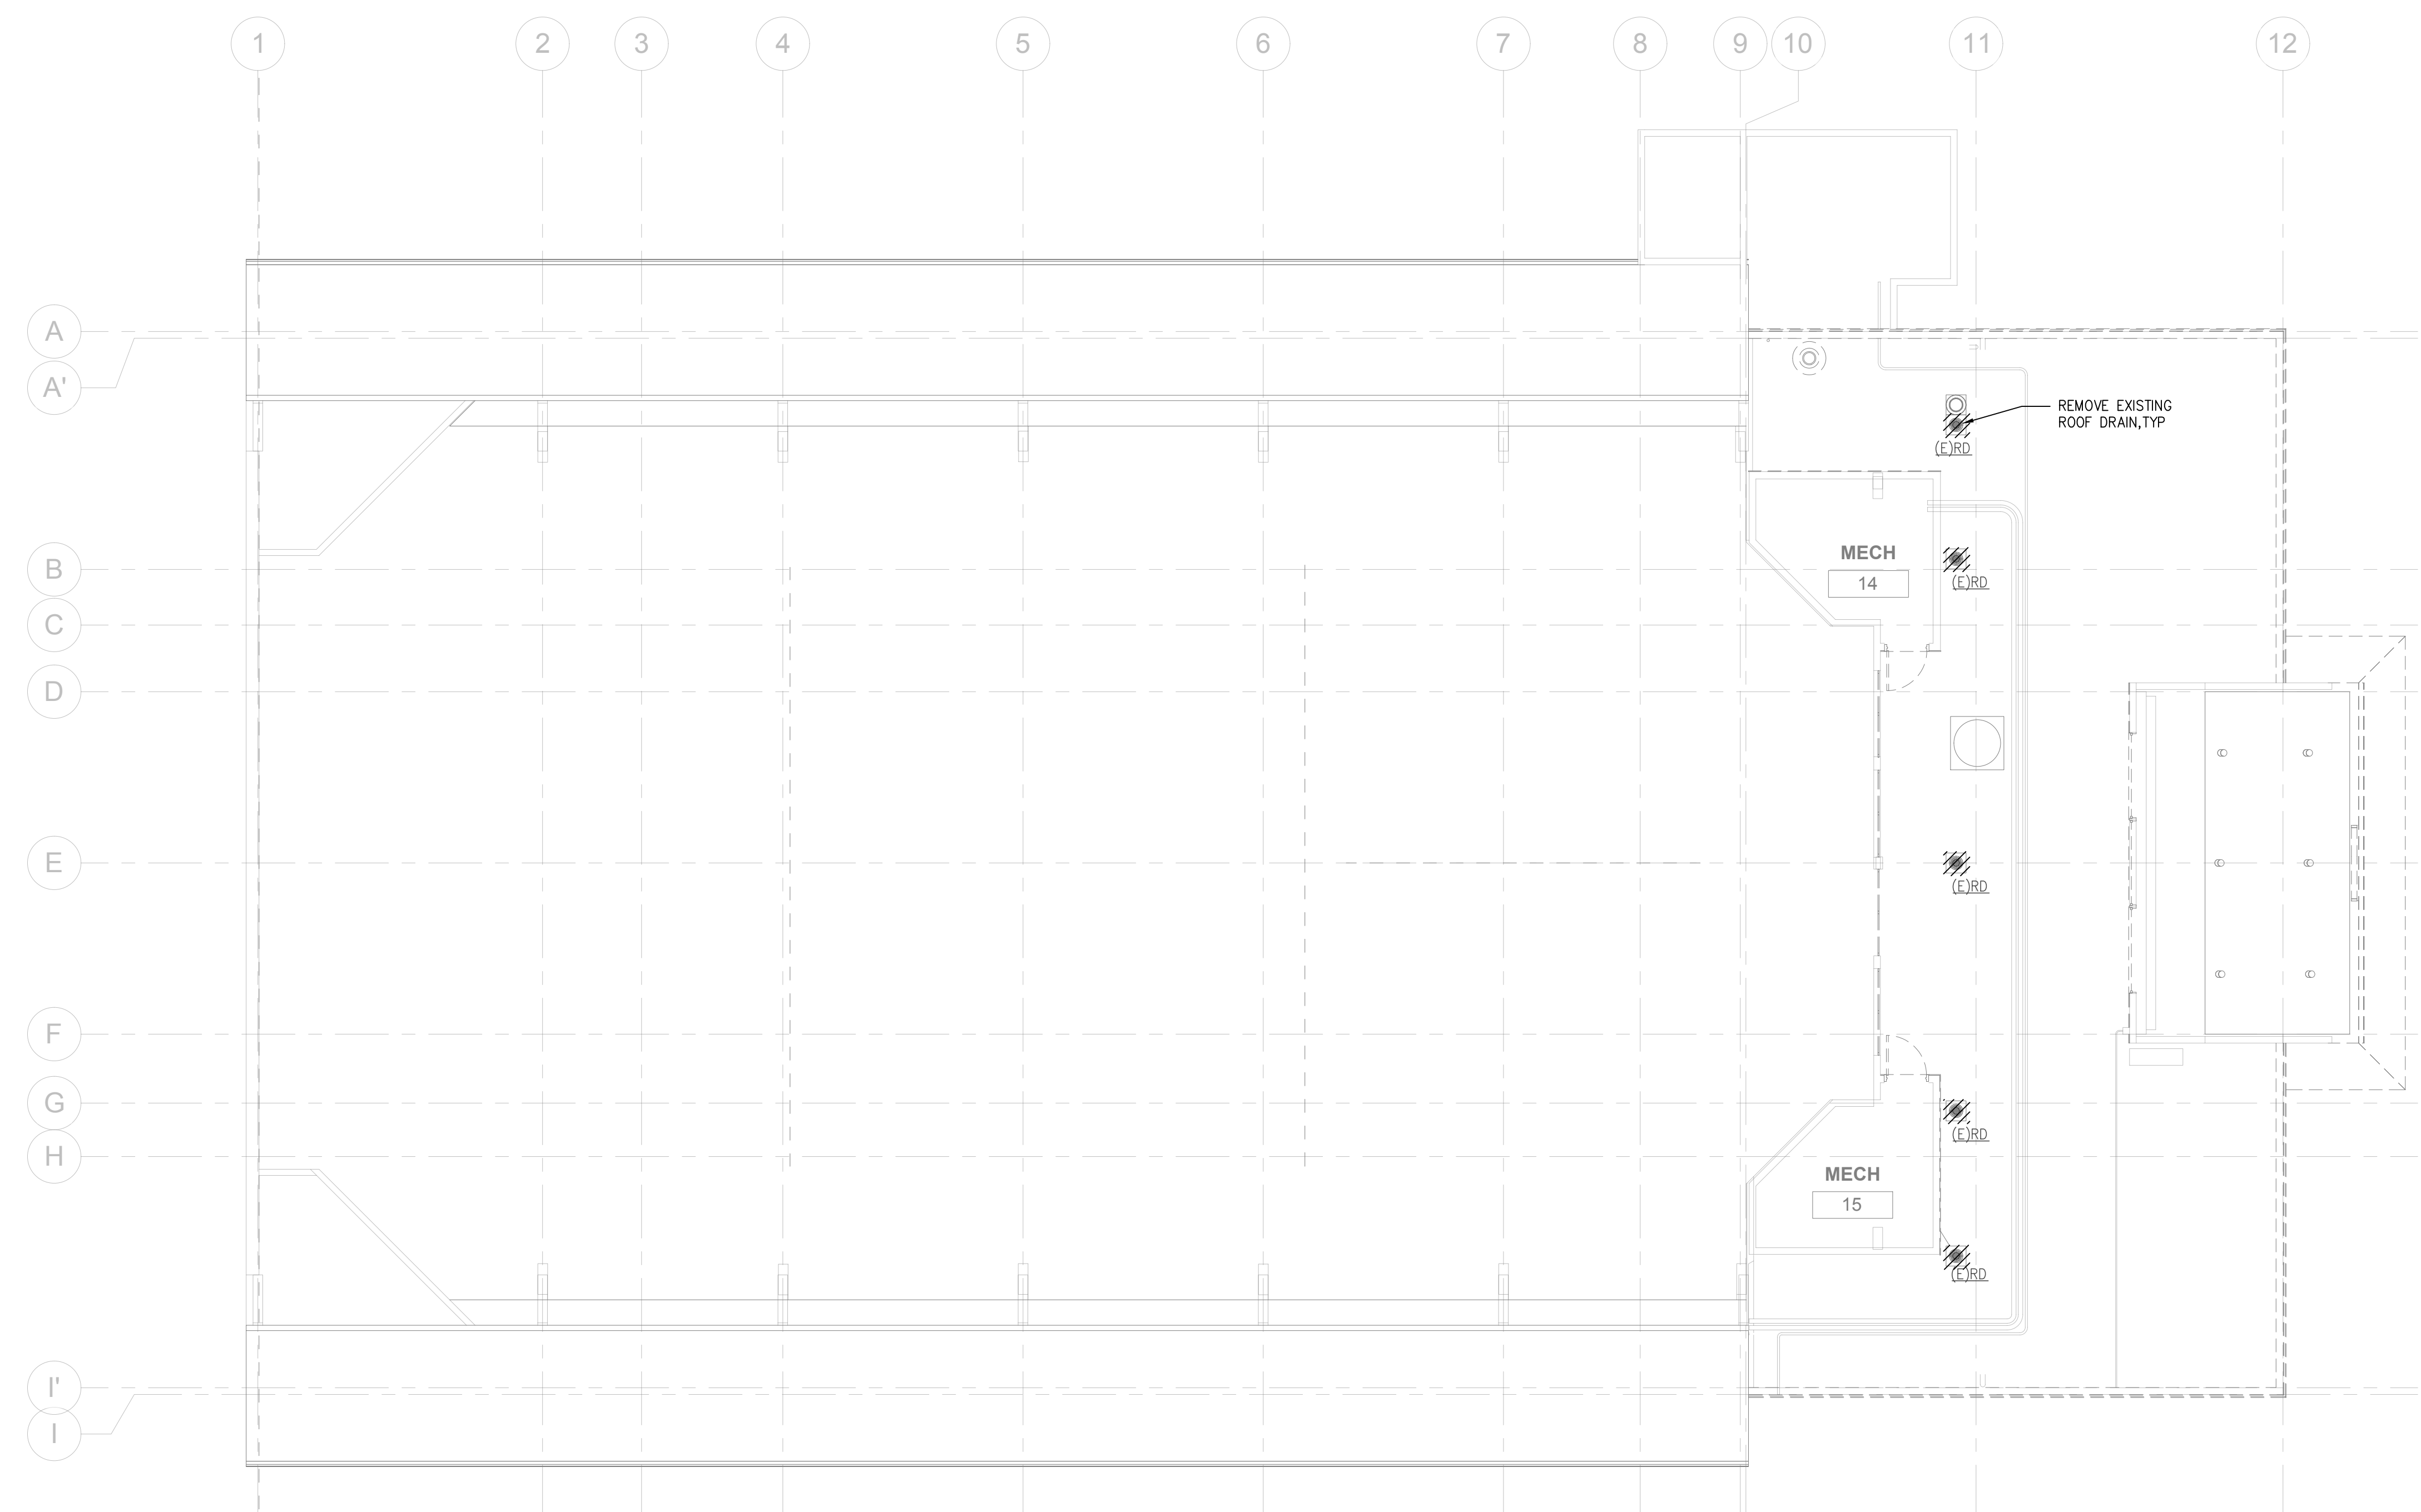 1
2
3
4
5
6
7
8
9
10
11
12
A
A'
REMOVE EXISTING
ROOF DRAIN,TYP
(E)RD
MECH
14
B
(E)RD
C
D
E
(E)RD
F
G
(E)RD
H
MECH
15
(E)RD
I'
I